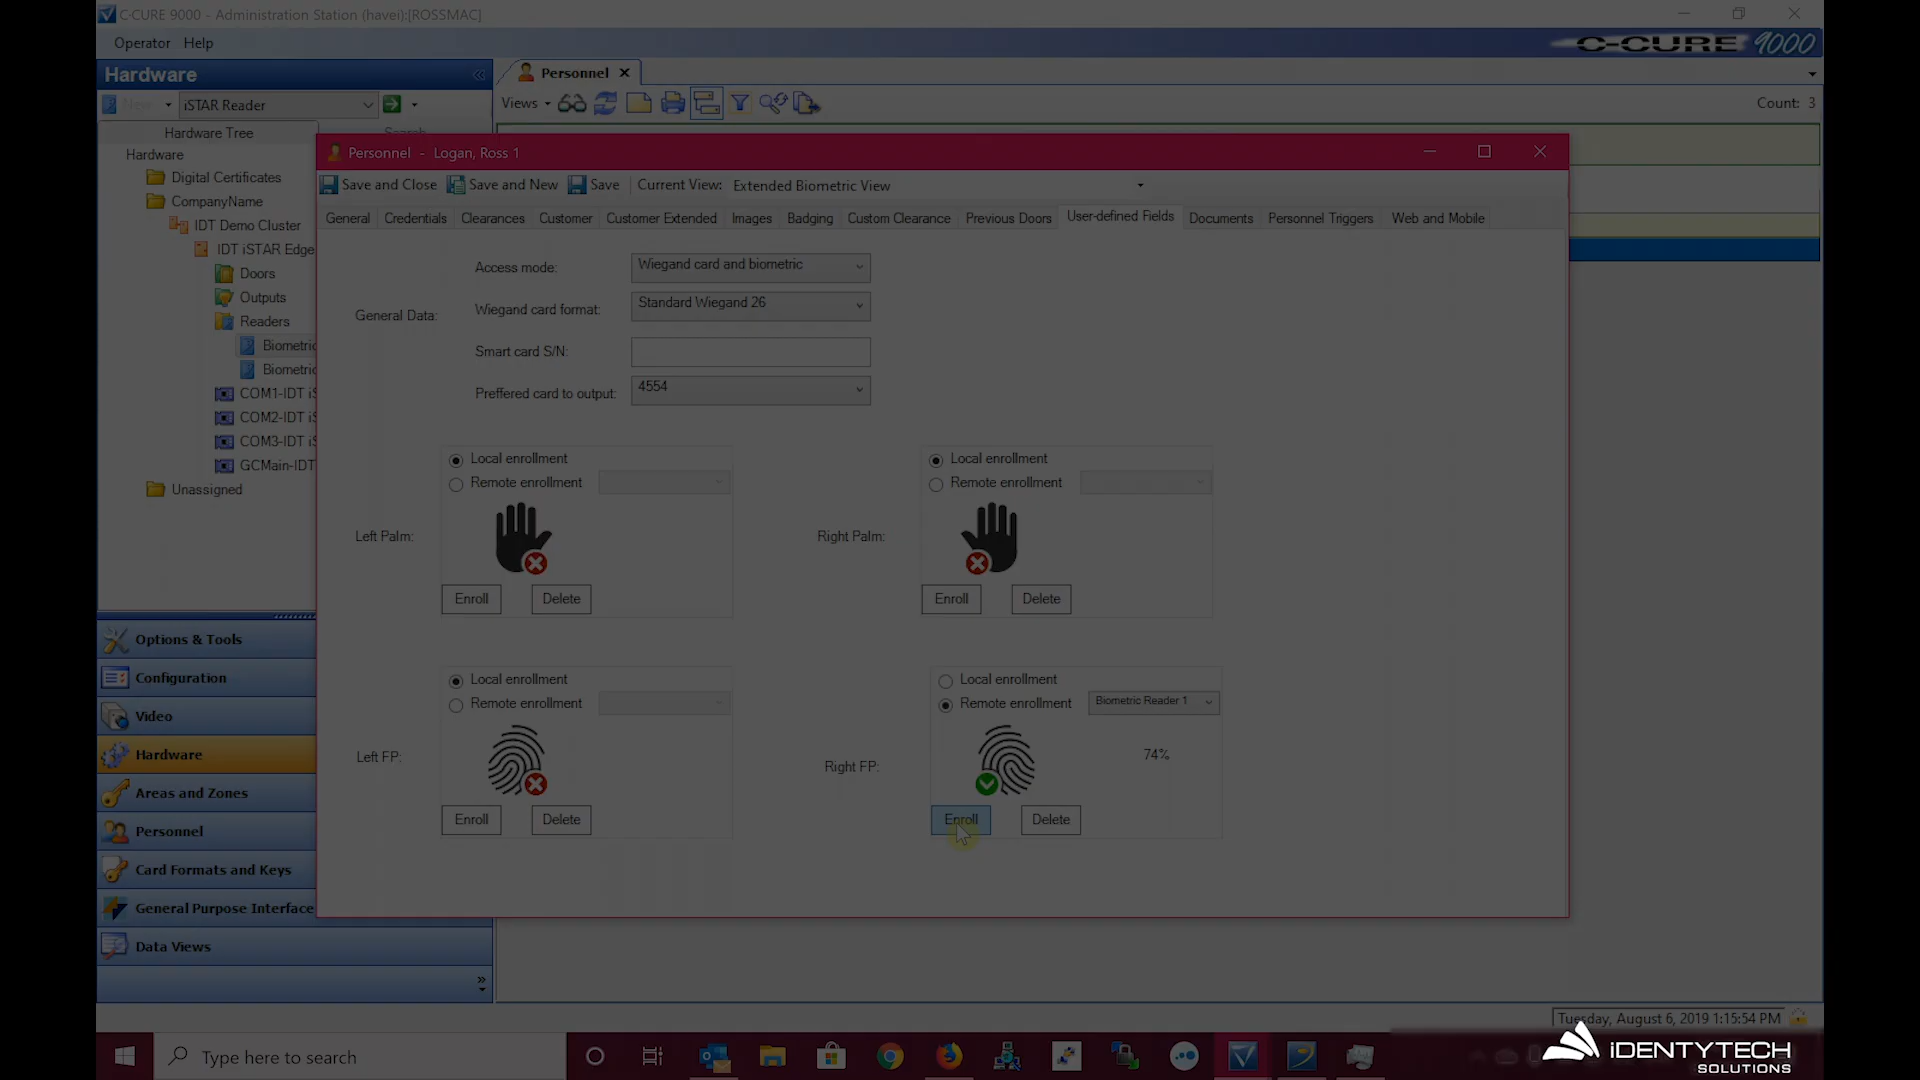 C-CURE 9000 - Administration Station (havei):[ROSSMAC]
Operator Help
C-CURE 9000
Hardware
Personnel
iSTAR Reader
Views
Count: 3
Hardware Tree
Hardware
Digital Certificates
CompanyName
IDT Demo Cluster
IDT iSTAR Edge
Doors
Outputs
Readers
Biometric
Biometric
COM1-IDT iS
COM2-IDT iS
COM3-IDT iS
GCMain-IDT
Unassigned
Options & Tools
Configuration
Video
Hardware
Areas and Zones
Personnel
Card Formats and Keys
General Purpose Interface
Data Views
Personnel - Logan, Ross 1
Save and Close Save and New Save Current View: Extended Biometric View
General Credentials Clearances Customer Customer Extended Images Badging Custom Clearance Previous Doors User-defined Fields Documents Personnel Triggers Web and Mobile
General Data:
Access mode: Wiegand card and biometric
Wiegand card format: Standard Wiegand 26
Smart card S/N:
Preffered card to output: 4554
Left Palm:
Local enrollment
Remote enrollment
Enroll Delete
Right Palm:
Local enrollment
Remote enrollment
Enroll Delete
Left FP:
Local enrollment
Remote enrollment
Enroll Delete
Right FP:
Local enrollment
Remote enrollment Biometric Reader 1
74%
Enroll Delete
Tuesday, August 6, 2019 1:15:54 PM
Type here to search
iDENTYTECH
SOLUTIONS